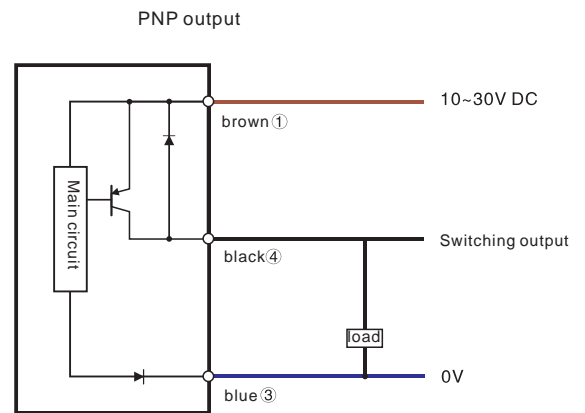 PNP output
10~30V DC
brown①
Main circuit
Switching output
black④
load
0V
blue③